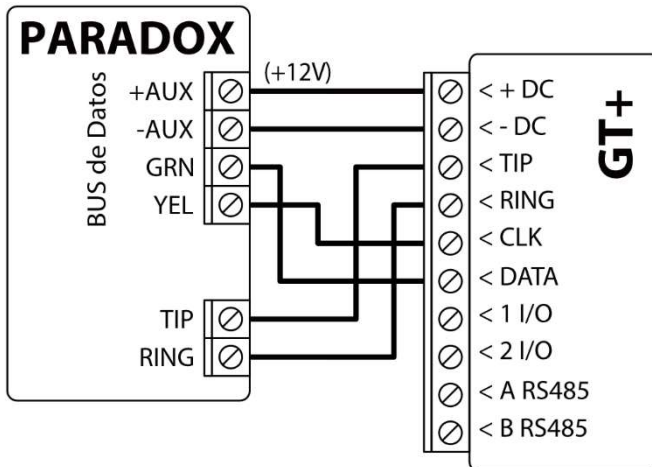 PARADOX
BUS de Datos
+AUX
-AUX
GRN
YEL
TIP
RING
(+12V)
GT+
< + DC
< - DC
< TIP
< RING
< CLK
< DATA
< 1 I/O
< 2 I/O
< A RS485
< B RS485